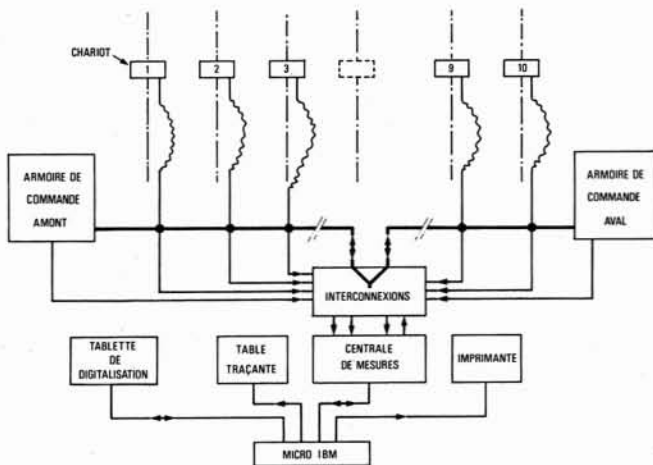 CHARIOT
1
2
3
9
10
ARMOIRE DE
COMMANDE
AMONT
ARMOIRE DE
COMMANDE
AVAL
INTERCONNEXIONS
TABLETTE
DE
DIGITALISATION
TABLE
TRAÇANTE
CENTRALE
DE MESURES
IMPRIMANTE
MICRO IBM